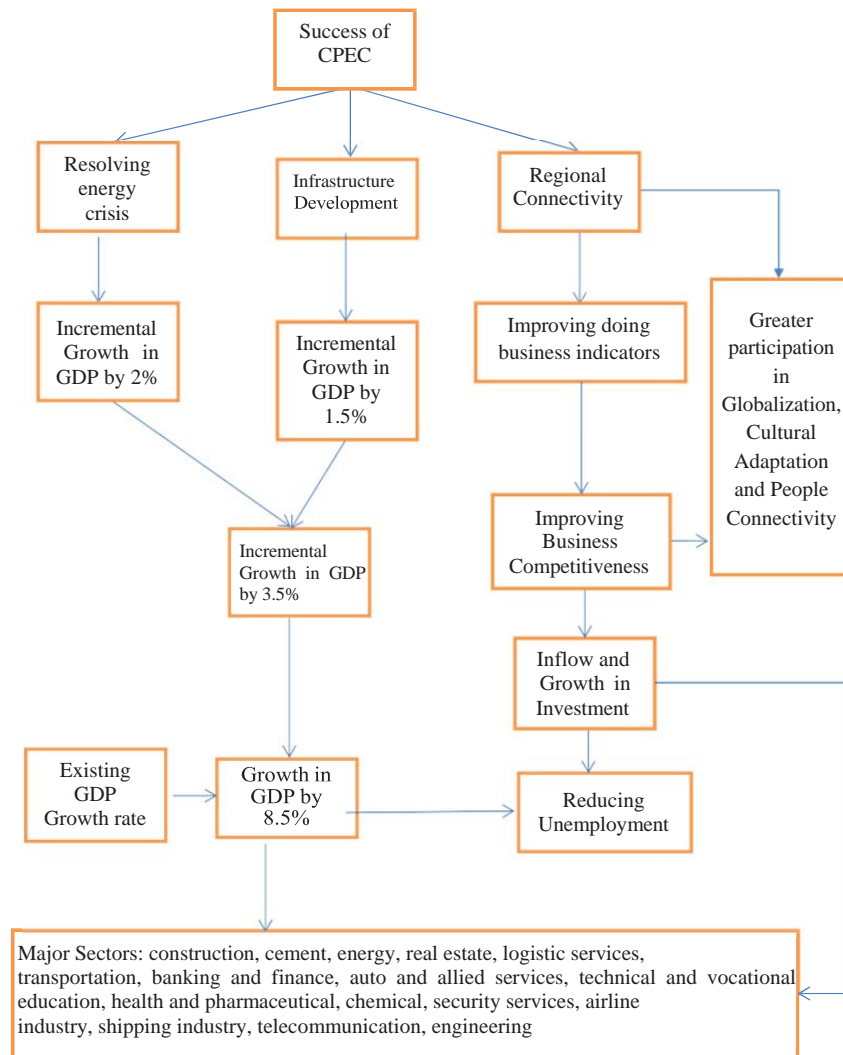 Success of
CPEC
Resolving
energy
crisis
Infrastructure
Development
Regional
Connectivity
Incremental
Growth in
GDP by 2%
Incremental
Growth in
GDP by
1.5%
Improving doing
business indicators
Greater
participation
in
Globalization,
Cultural
Adaptation
and People
Connectivity
Incremental
Growth in GDP
by 3.5%
Improving
Business
Competitiveness
Inflow and
Growth in
Investment
Existing
GDP
Growth rate
Growth in
GDP by
8.5%
Reducing
Unemployment
Major Sectors: construction, cement, energy, real estate, logistic services,
transportation, banking and finance, auto and allied services, technical and vocational
education, health and pharmaceutical, chemical, security services, airline
industry, shipping industry, telecommunication, engineering